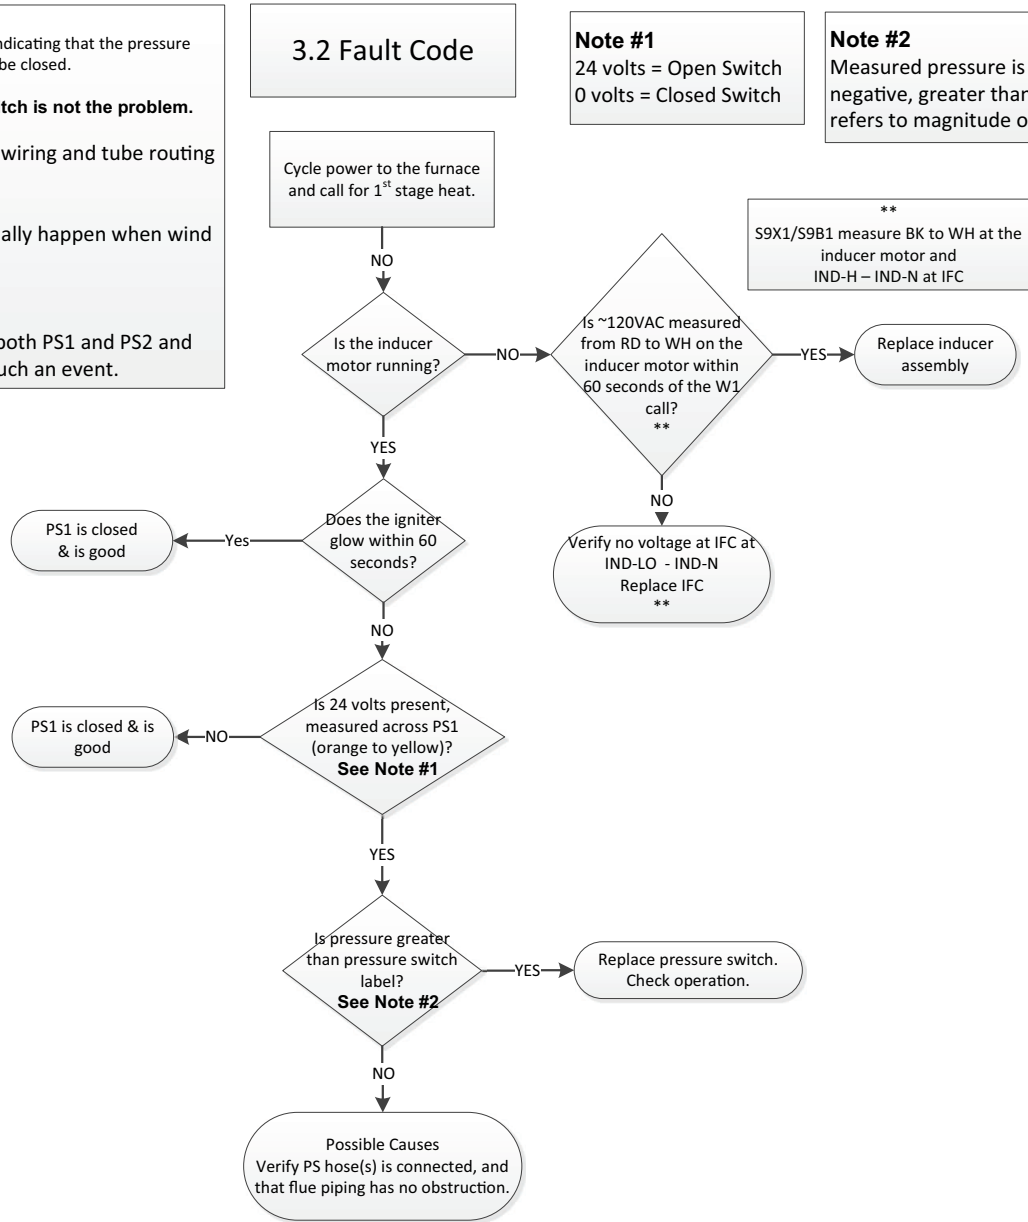 ndicating that the pressure
be closed.
tch is not the problem.
wiring and tube routing
ally happen when wind
both PS1 and PS2 and
uch an event.
3.2 Fault Code
Note #1
24 volts = Open Switch
0 volts = Closed Switch
Note #2
Measured pressure is
negative, greater than
refers to magnitude o
Cycle power to the furnace
and call for 1st stage heat.
**
S9X1/S9B1 measure BK to WH at the
inducer motor and
IND-H – IND-N at IFC
NO
Is the inducer
motor running?
NO
Is ~120VAC measured
from RD to WH on the
inducer motor within
60 seconds of the W1
call?
**
YES
Replace inducer
assembly
YES
NO
Does the igniter
glow within 60
seconds?
Yes
PS1 is closed
& is good
Verify no voltage at IFC at
IND-LO - IND-N
Replace IFC
**
NO
Is 24 volts present,
measured across PS1
(orange to yellow)?
See Note #1
NO
PS1 is closed & is
good
YES
Is pressure greater
than pressure switch
label?
See Note #2
YES
Replace pressure switch.
Check operation.
NO
Possible Causes
Verify PS hose(s) is connected, and
that flue piping has no obstruction.